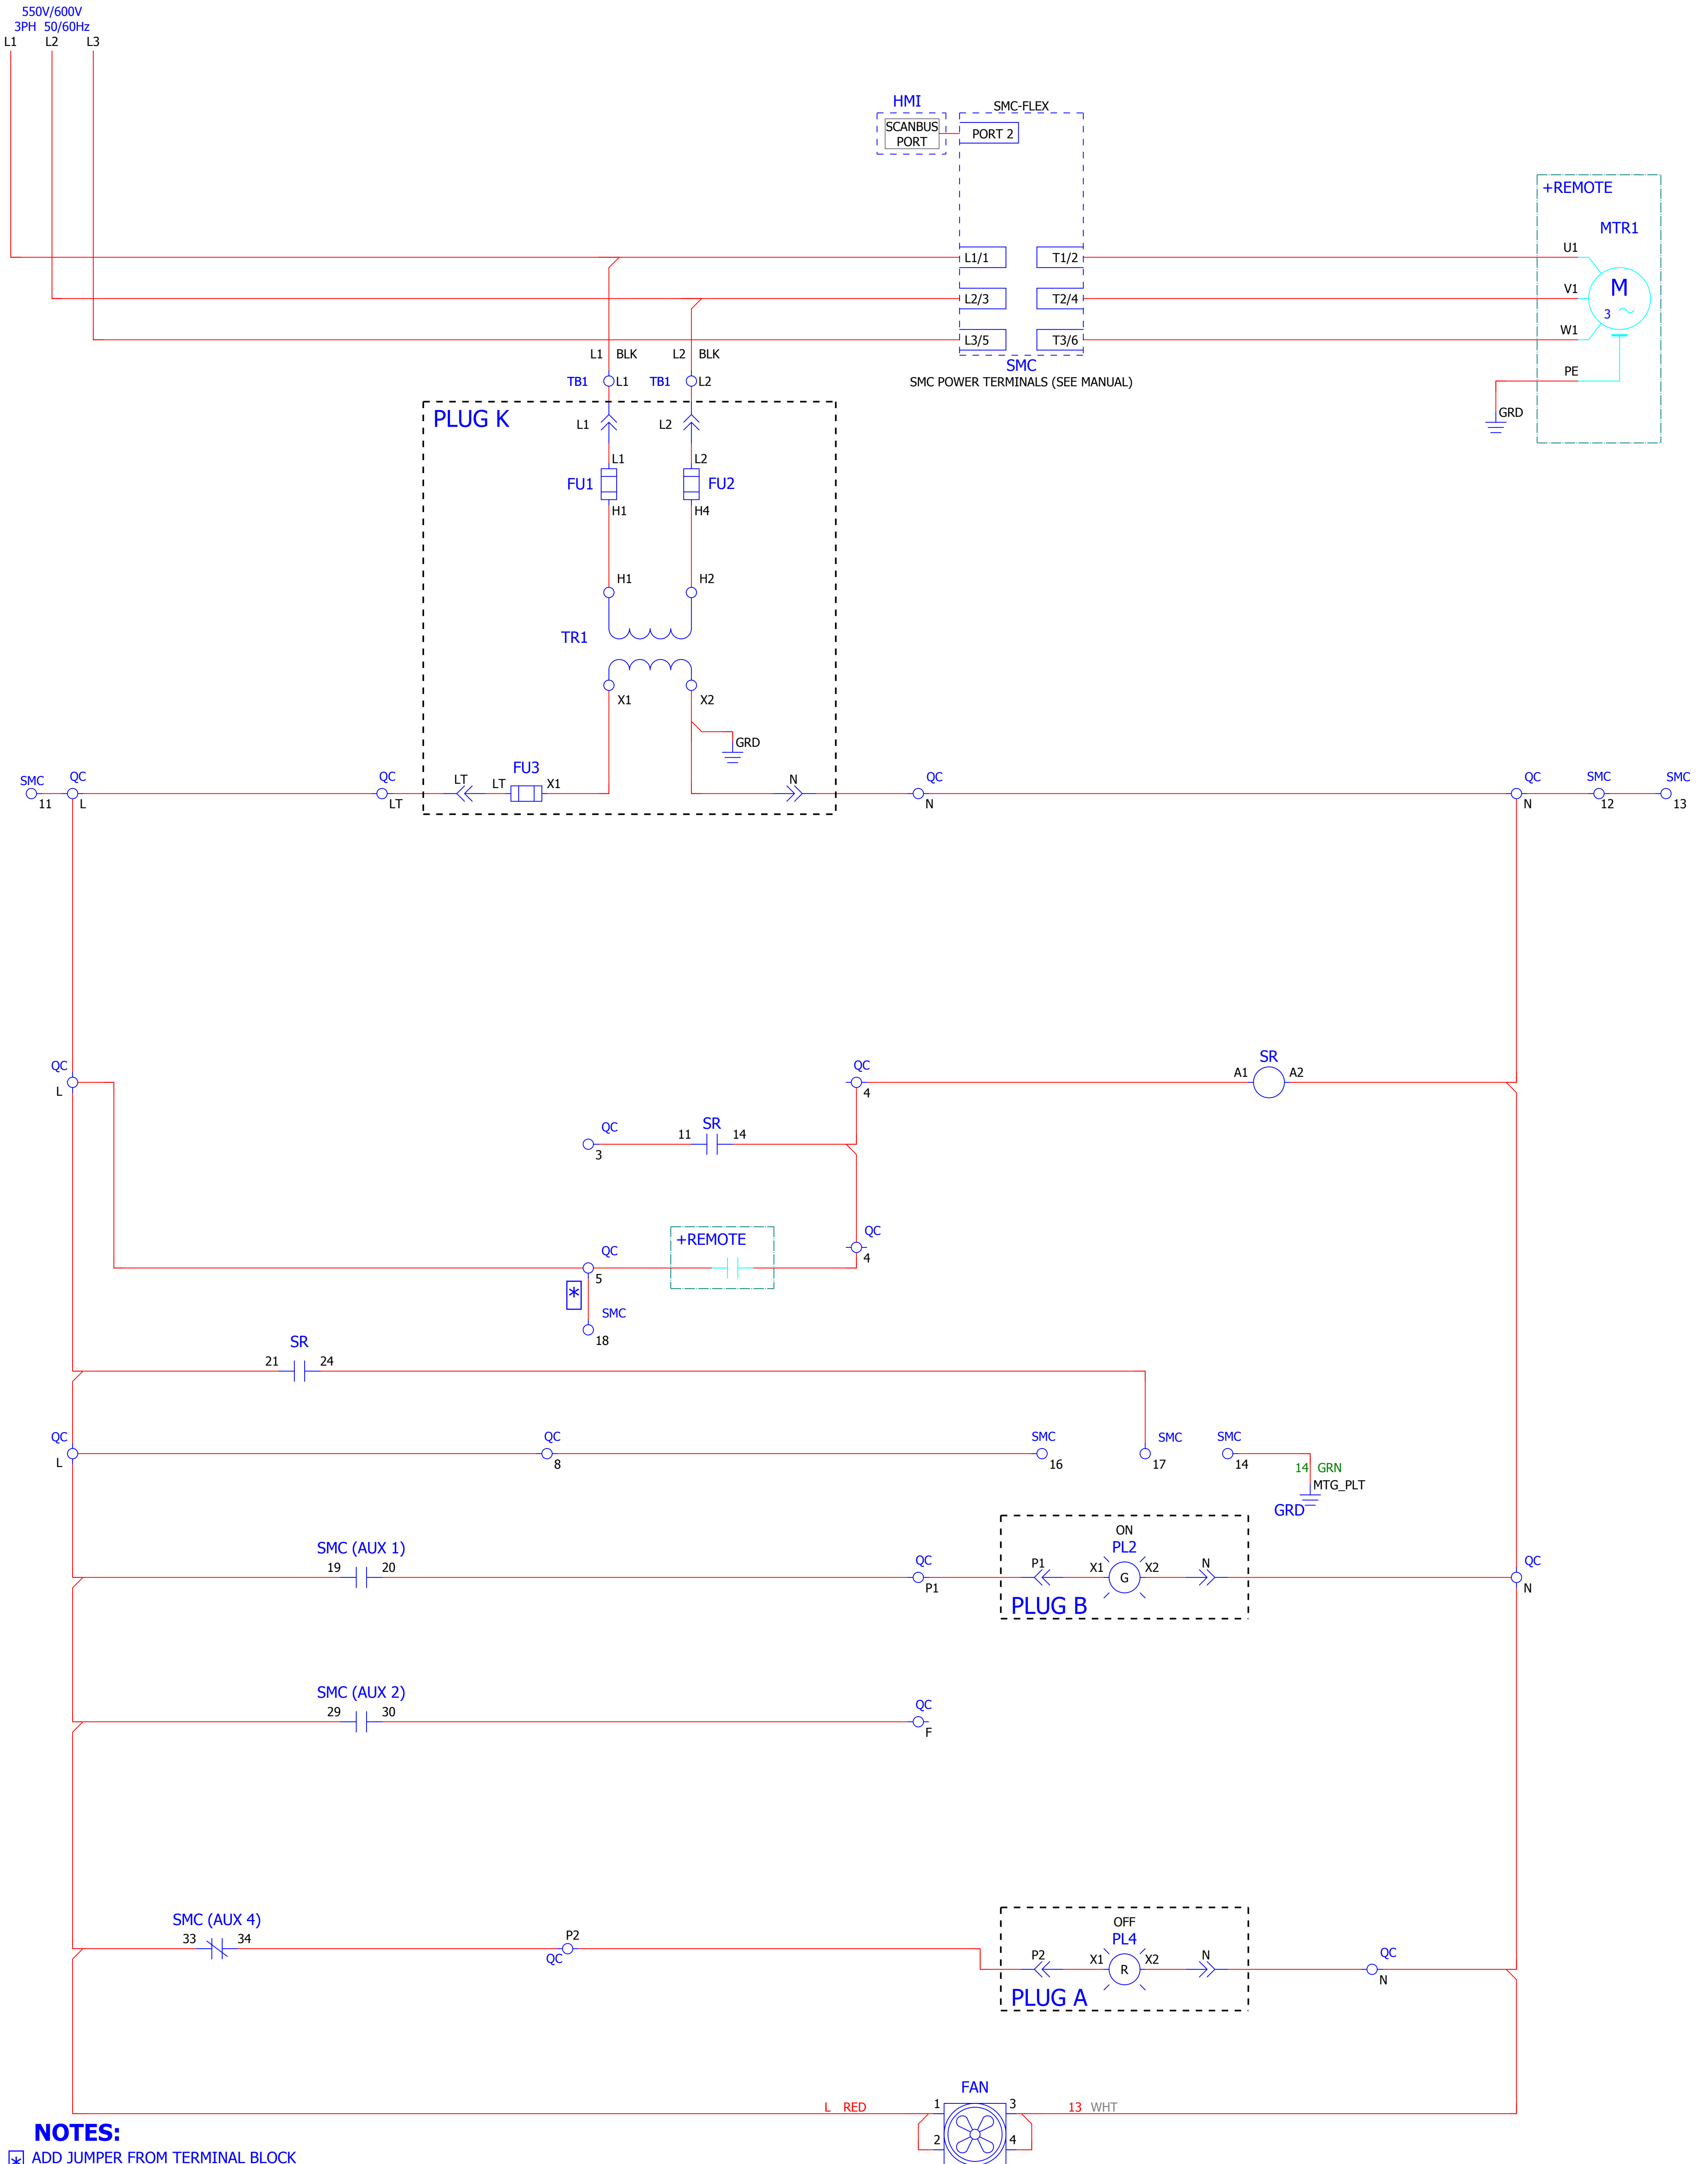 550V/600V
3PH 50/60Hz
L1 L2 L3
HMI
SMC-FLEX
SCANBUS
PORT
PORT 2
+REMOTE
MTR1
L1/1 T1/2 U1
L2/3 T2/4 V1
M
3
L3/5 T3/6 W1
L1 BLK L2 BLK
SMC
PE
TB1 L1 TB1 L2
SMC POWER TERMINALS (SEE MANUAL)
GRD
PLUG K
L1 L2
L1 L2
FU1 FU2
H1 H4
H1 H2
TR1
X1 X2
GRD
FU3
SMC QC QC LT LT X1 N QC QC SMC SMC
11 L LT N N 12 13
QC QC SR
L 4 A1 A2
QC SR
3 11 14
QC
4
+REMOTE
QC
5
*
SMC
18
SR
21 24
QC QC SMC SMC SMC
L 8 16 17 14
14 GRN
MTG_PLT
GRD
ON
SMC (AUX 1) PL2
19 20 QC P1 X1 G X2 N QC
P1 N
PLUG B
SMC (AUX 2)
29 30 QC
F
SMC (AUX 4) OFF
33 34 P2 PL4
QC P2 X1 R X2 N QC
N
PLUG A
FAN
L RED 1 3 13 WHT
2 4
NOTES:
* ADD JUMPER FROM TERMINAL BLOCK